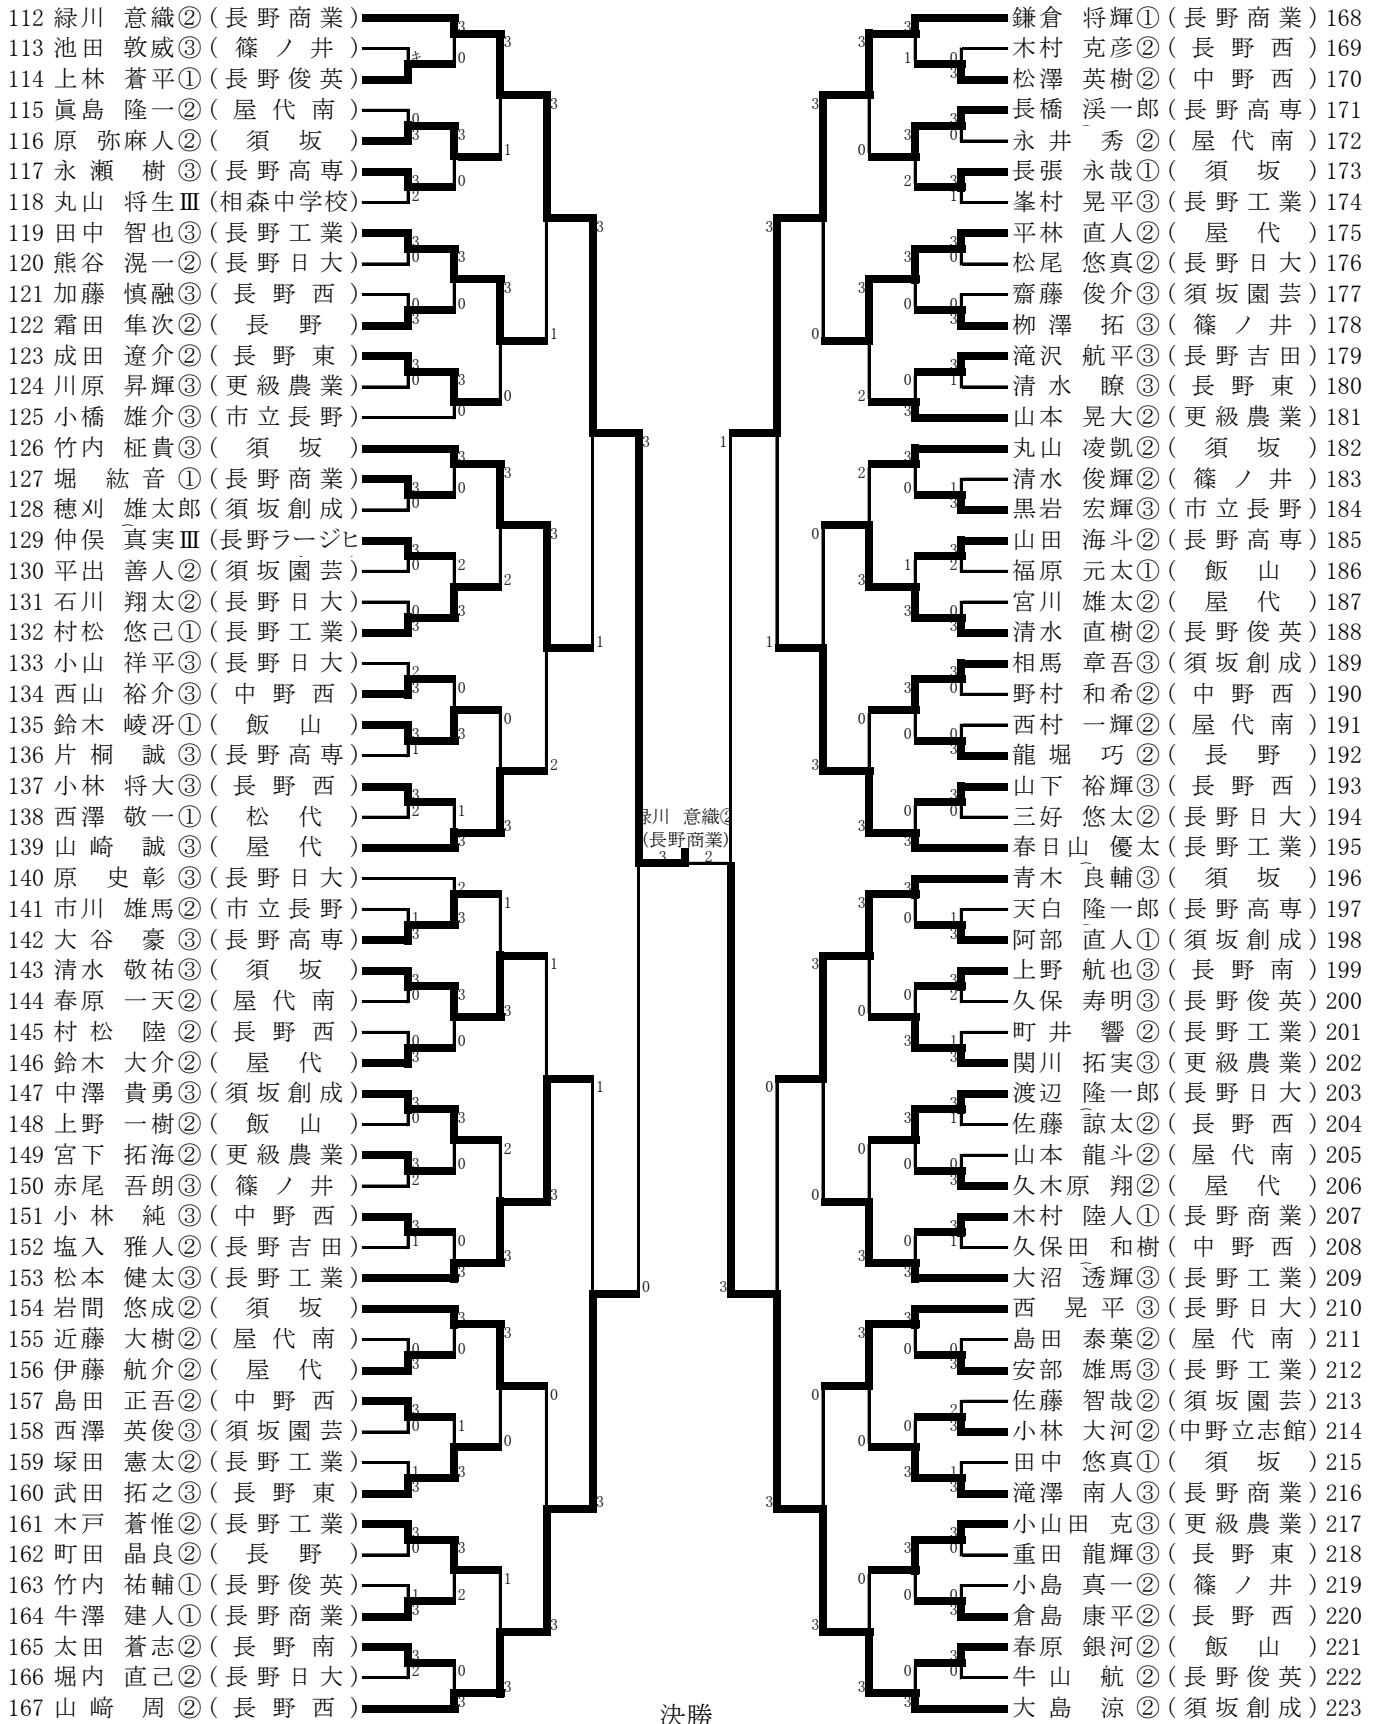 112 緑川 意織②(長野商業)
113 池田 敦威③(篠ノ井)
114 上林 蒼平①(長野俊英)
115 眞島 隆一②(屋代南)
116 原 弥麻人②(須坂)
117 永瀬 樹③(長野高専)
118 丸山 将生Ⅲ(相森中学校)
119 田中 智也③(長野工業)
120 熊谷 滉一②(長野日大)
121 加藤 慎融③(長野西)
122 霜田 隼次②(長野)
123 成田 遼介②(長野東)
124 川原 昇輝③(更級農業)
125 小橋 雄介③(市立長野)
126 竹内 柾貴③(須坂)
127 堀 紘音①(長野商業)
128 穂刈 雄太郎(須坂創成)
129 仲俣 真実Ⅲ(長野ラージヒ
130 平出 善人②(須坂園芸)
131 石川 翔太②(長野日大)
132 村松 悠己①(長野工業)
133 小山 祥平③(長野日大)
134 西山 裕介③(中野西)
135 鈴木 崚冴①(飯山)
136 片桐 誠③(長野高専)
137 小林 将大③(長野西)
138 西澤 敬一①(松代)
139 山崎 誠③(屋代)
140 原 史彰③(長野日大)
141 市川 雄馬②(市立長野)
142 大谷 豪③(長野高専)
143 清水 敬祐③(須坂)
144 春原 一天②(屋代南)
145 村松 陸②(長野西)
146 鈴木 大介②(屋代)
147 中澤 貴勇③(須坂創成)
148 上野 一樹②(飯山)
149 宮下 拓海②(更級農業)
150 赤尾 吾朗③(篠ノ井)
151 小林 純③(中野西)
152 塩入 雅人②(長野吉田)
153 松本 健太③(長野工業)
154 岩間 悠成②(須坂)
155 近藤 大樹②(屋代南)
156 伊藤 航介②(屋代)
157 島田 正吾②(中野西)
158 西澤 英俊③(須坂園芸)
159 塚田 憲太②(長野工業)
160 武田 拓之③(長野東)
161 木戸 蒼惟②(長野工業)
162 町田 晶良②(長野)
163 竹内 祐輔①(長野俊英)
164 牛澤 建人①(長野商業)
165 太田 蒼志②(長野南)
166 堀内 直己②(長野日大)
167 山﨑 周②(長野西)
緑川 意織②
(長野商業)
3 2
決勝
鎌倉 将輝①(長野商業)168
木村 克彦②(長野西)169
松澤 英樹②(中野西)170
長橋 渓一郎(長野高専)171
永井 秀②(屋代南)172
長張 永哉①(須坂)173
峯村 晃平③(長野工業)174
平林 直人②(屋代)175
松尾 悠真②(長野日大)176
齋藤 俊介③(須坂園芸)177
栁澤 拓③(篠ノ井)178
滝沢 航平③(長野吉田)179
清水 瞭③(長野東)180
山本 晃大②(更級農業)181
丸山 凌凱②(須坂)182
清水 俊輝②(篠ノ井)183
黒岩 宏輝③(市立長野)184
山田 海斗②(長野高専)185
福原 元太①(飯山)186
宮川 雄太②(屋代)187
清水 直樹②(長野俊英)188
相馬 章吾③(須坂創成)189
野村 和希②(中野西)190
西村 一輝②(屋代南)191
龍堀 巧②(長野)192
山下 裕輝③(長野西)193
三好 悠太②(長野日大)194
春日山 優太(長野工業)195
青木 良輔③(須坂)196
天白 隆一郎(長野高専)197
阿部 直人①(須坂創成)198
上野 航也③(長野南)199
久保 寿明③(長野俊英)200
町井 響②(長野工業)201
関川 拓実③(更級農業)202
渡辺 隆一郎(長野日大)203
佐藤 諒太②(長野西)204
山本 龍斗②(屋代南)205
久木原 翔②(屋代)206
木村 陸人①(長野商業)207
久保田 和樹(中野西)208
大沼 透輝③(長野工業)209
西 晃平③(長野日大)210
島田 泰葉②(屋代南)211
安部 雄馬③(長野工業)212
佐藤 智哉②(須坂園芸)213
小林 大河②(中野立志館)214
田中 悠真①(須坂)215
滝澤 南人③(長野商業)216
小山田 克③(更級農業)217
重田 龍輝③(長野東)218
小島 真一②(篠ノ井)219
倉島 康平②(長野西)220
春原 銀河②(飯山)221
牛山 航②(長野俊英)222
大島 涼②(須坂創成)223